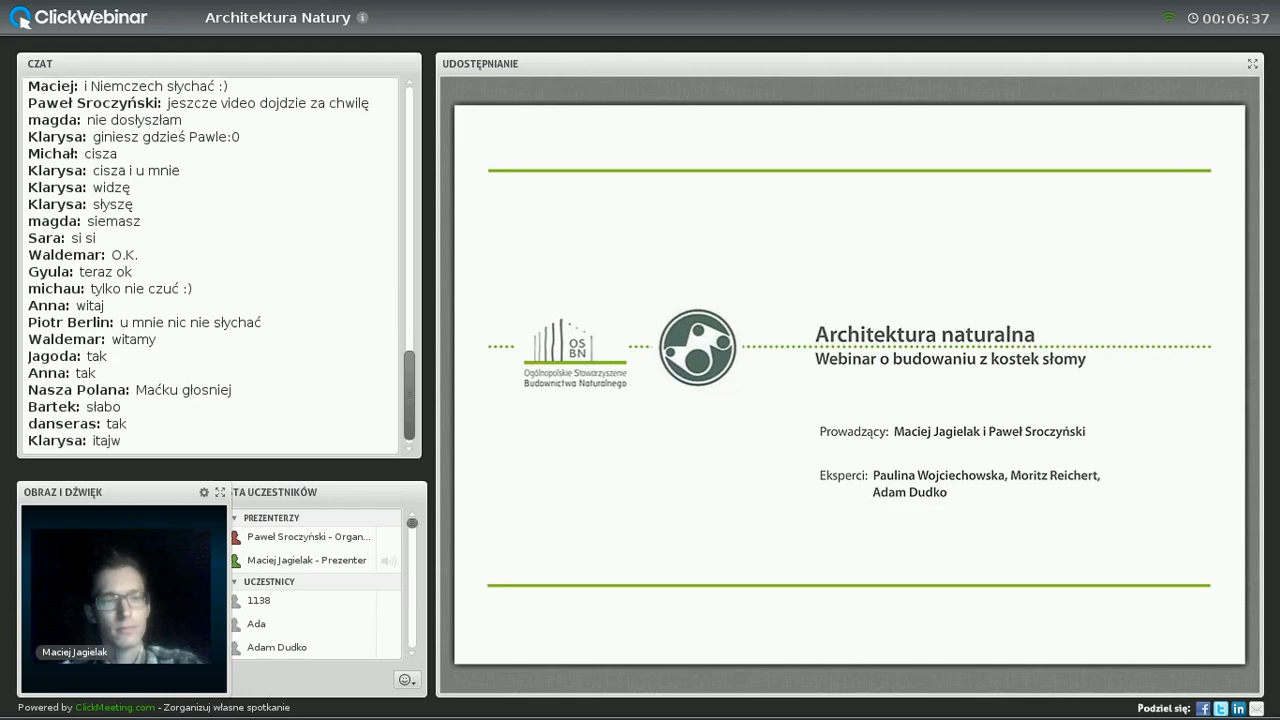 ClickWebinar
Architektura Natury
00:06:37
CZAT
Maciej: i Niemczech słychać :)
Paweł Sroczyński: jeszcze video dojdzie za chwilę
magda: nie dosłyszłam
Klarysa: giniesz gdzieś Pawle:0
Michał: cisza
Klarysa: cisza i u mnie
Klarysa: widzę
Klarysa: słyszę
magda: siemasz
Sara: si si
Waldemar: O.K.
Gyula: teraz ok
michau: tylko nie czuć :)
Anna: witaj
Piotr Berlin: u mnie nic nie słychać
Waldemar: witamy
Jagoda: tak
Anna: tak
Nasza Polana: Maćku głosniej
Bartek: słabo
danseras: tak
Klarysa: itajw
OBRAZ I DŹWIĘK
Maciej Jagielak
TA UCZESTNIKÓW
PREZENTERZY
Paweł Sroczyński - Organ...
Maciej Jagielak - Prezenter
UCZESTNICY
1138
Ada
Adam Dudko
UDOSTĘPNIANIE
OS
BN
Ogólnopolskie Stowarzyszenie
Budownictwa Naturalnego
Architektura naturalna
Webinar o budowaniu z kostek słomy
Prowadzący: Maciej Jagielak i Paweł Sroczyński
Eksperci: Paulina Wojciechowska, Moritz Reichert,
Adam Dudko
Powered by ClickMeeting.com - Zorganizuj własne spotkanie
Podziel się: